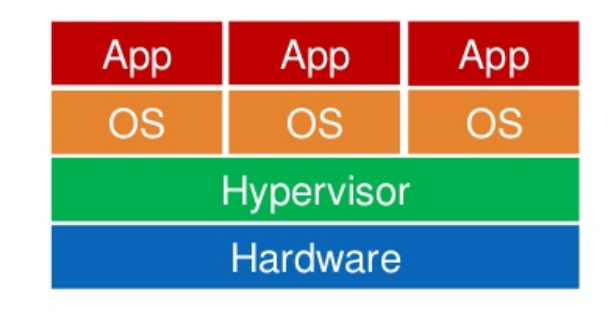 App App App
OS OS OS
Hypervisor
Hardware